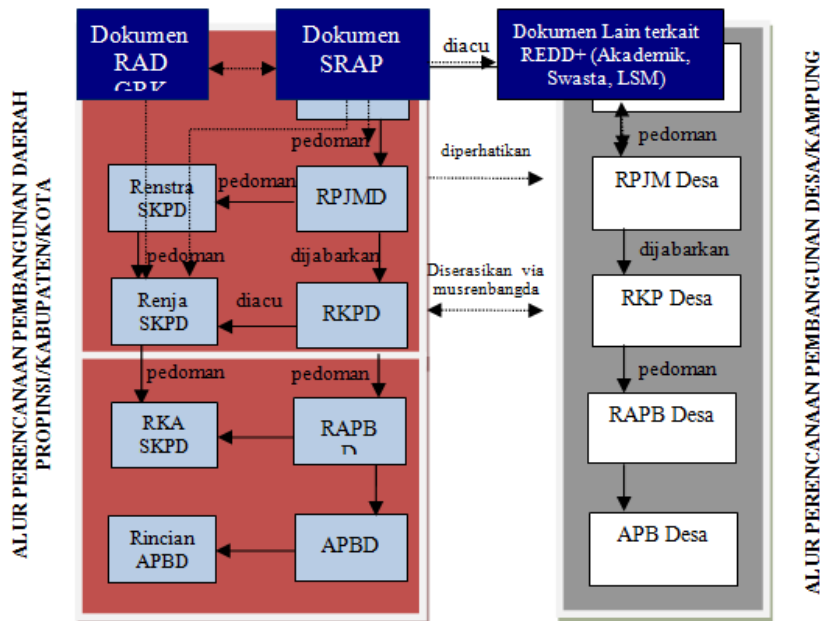 Dokumen
RAD
GRK
Dokumen
SRAP
diacu
Dokumen Lain terkait
REDD+ (Akademik,
Swasta, LSM)
ALUR PERENCANAAN PEMBANGUNAN DAERAH
PROPINSI/KABUPATEN/KOTA
pedoman
Renstra
SKPD
pedoman
RPJMD
pedoman
dijabarkan
Renja
SKPD
diacu
RKPD
pedoman
pedoman
RKA
SKPD
RAPB
D
Rincian
APBD
APBD
diperhatikan
Diserasikan via
musrenbangda
pedoman
RPJM Desa
dijabarkan
RKP Desa
pedoman
RAPB Desa
APB Desa
ALUR PERENCANAAN PEMBANGUNAN DESA/KAMPUNG